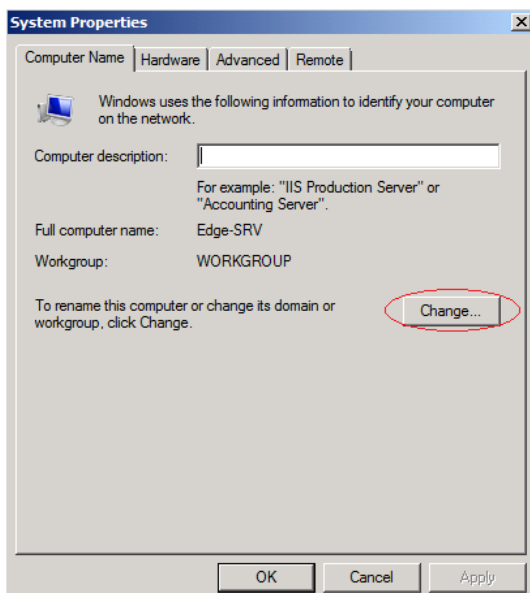 System Properties
Computer Name Hardware Advanced Remote
Windows uses the following information to identify your computer
on the network.
Computer description:
For example: "IIS Production Server" or
"Accounting Server".
Full computer name: Edge-SRV
Workgroup: WORKGROUP
To rename this computer or change its domain or
workgroup, click Change.
Change...
OK Cancel Apply